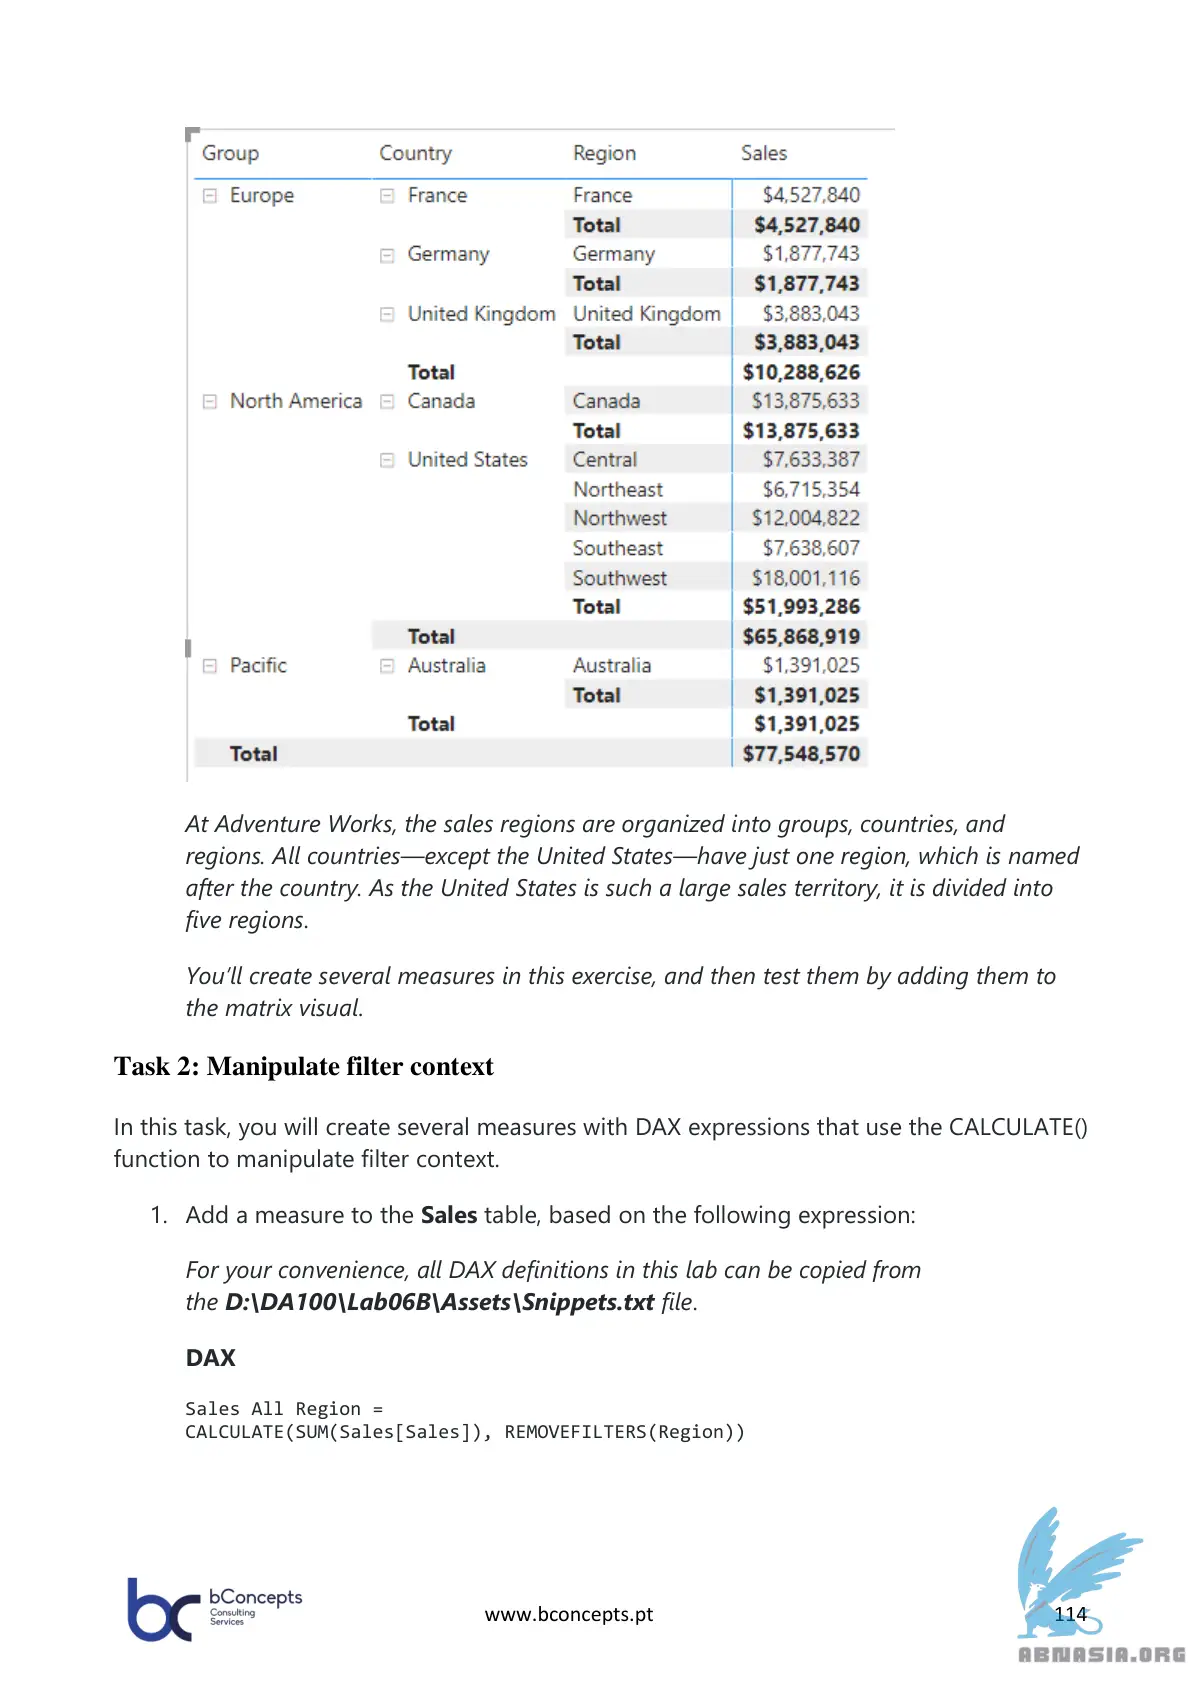 Group Country Region Sales
Europe France France $4,527,840
Total $4,527,840
Germany Germany $1,877,743
Total $1,877,743
United Kingdom United Kingdom $3,883,043
Total $3,883,043
Total $10,288,626
North America Canada Canada $13,875,633
Total $13,875,633
United States Central $7,633,387
Northeast $6,715,354
Northwest $12,004,822
Southeast $7,638,607
Southwest $18,001,116
Total $51,993,286
Total $65,868,919
Pacific Australia Australia $1,391,025
Total $1,391,025
Total $1,391,025
Total $77,548,570
At Adventure Works, the sales regions are organized into groups, countries, and
regions. All countries—except the United States—have just one region, which is named
after the country. As the United States is such a large sales territory, it is divided into
five regions.
You’ll create several measures in this exercise, and then test them by adding them to
the matrix visual.
Task 2: Manipulate filter context
In this task, you will create several measures with DAX expressions that use the CALCULATE()
function to manipulate filter context.
1. Add a measure to the Sales table, based on the following expression:
For your convenience, all DAX definitions in this lab can be copied from
the D:\DA100\Lab06B\Assets\Snippets.txt file.
DAX
Sales All Region =
CALCULATE(SUM(Sales[Sales]), REMOVEFILTERS(Region))
bc bConcepts
Consulting
Services
www.bconcepts.pt
114
ABNASIA.ORG